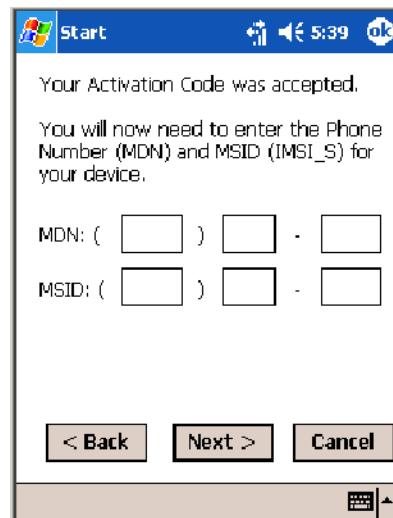 Start 5:39 ok
Your Activation Code was accepted.
You will now need to enter the Phone
Number (MDN) and MSID (IMSI_S) for
your device.
MDN: ( ) -
MSID: ( ) -
< Back Next > Cancel